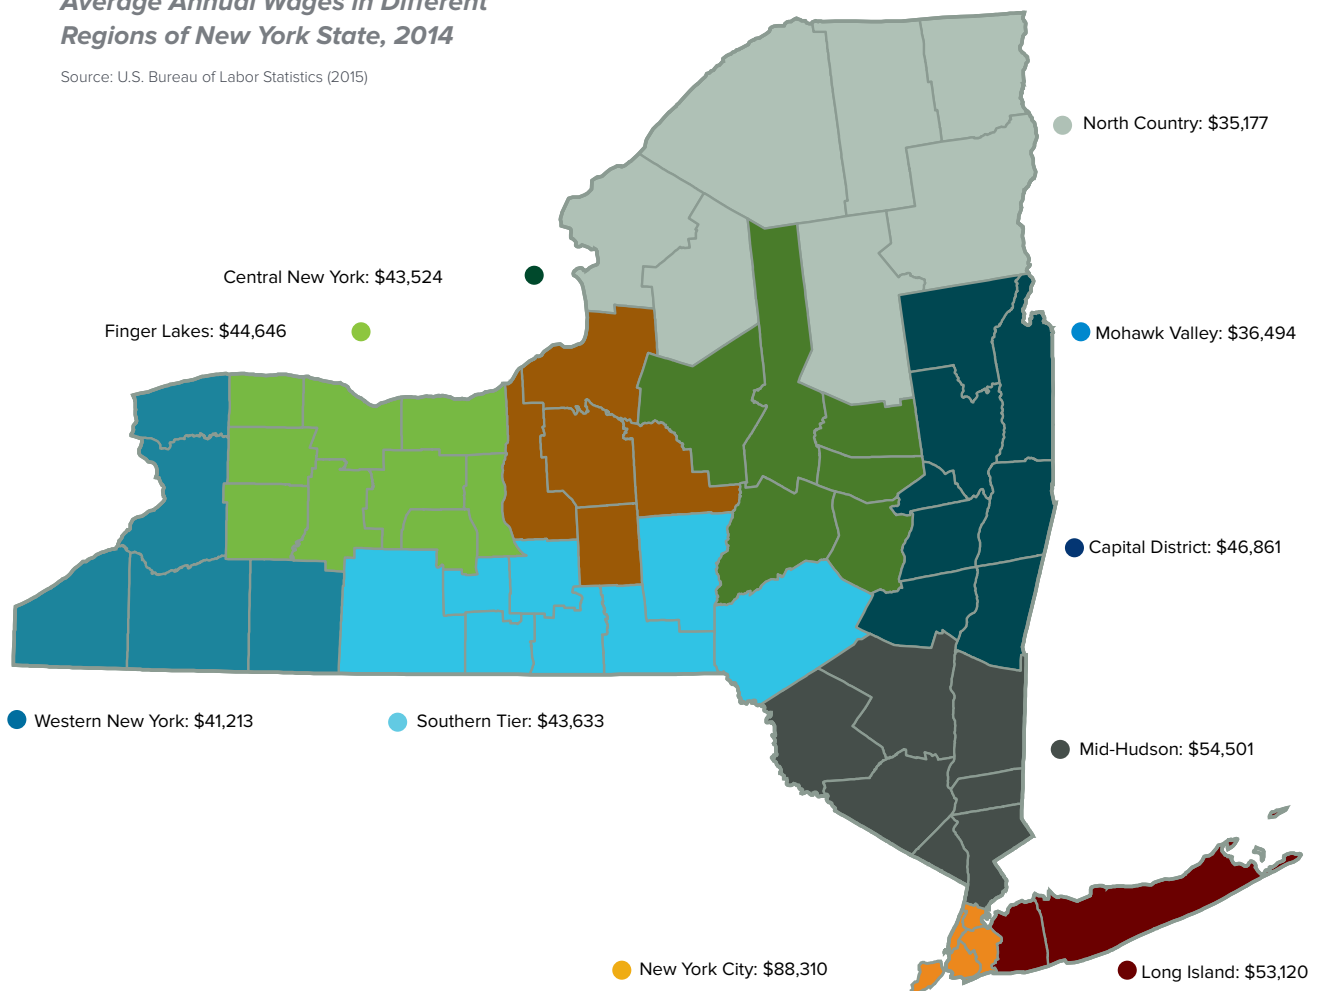 Average Annual Wages in Different
Regions of New York State, 2014
Source: U.S. Bureau of Labor Statistics (2015)
North Country: $35,177
Central New York: $43,524
Finger Lakes: $44,646
Mohawk Valley: $36,494
Capital District: $46,861
Western New York: $41,213
Southern Tier: $43,633
Mid-Hudson: $54,501
New York City: $88,310
Long Island: $53,120